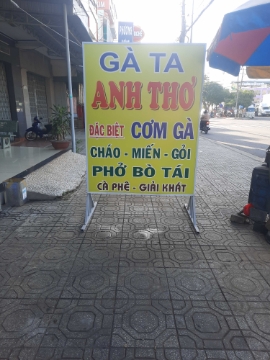 GÀ TA
ANH THƠ
ĐẶC BIỆT CƠM GÀ
CHÁO - MIẾN - GỎI
PHỞ BÒ TÁI
CÀ PHÊ - GIẢI KHÁT